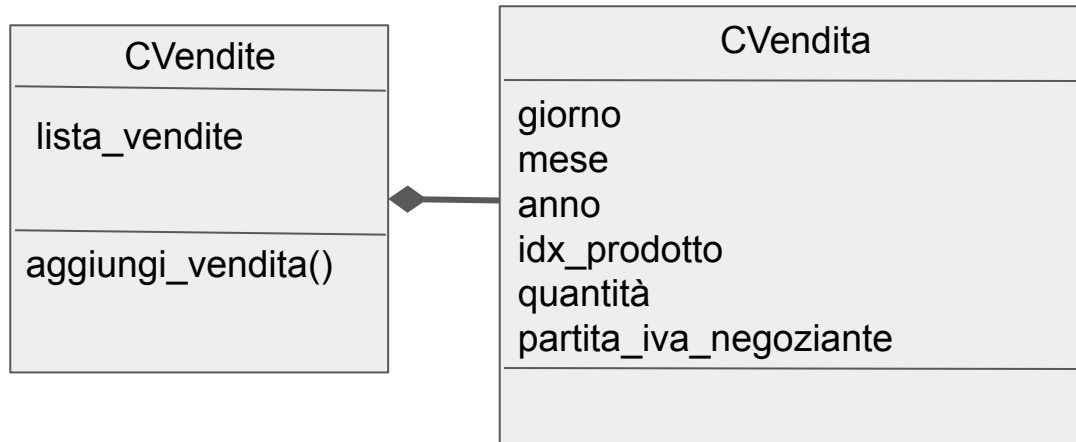 CVendite
lista_vendite
aggiungi_vendita()
CVendita
giorno
mese
anno
idx_prodotto
quantità
partita_iva_negoziante